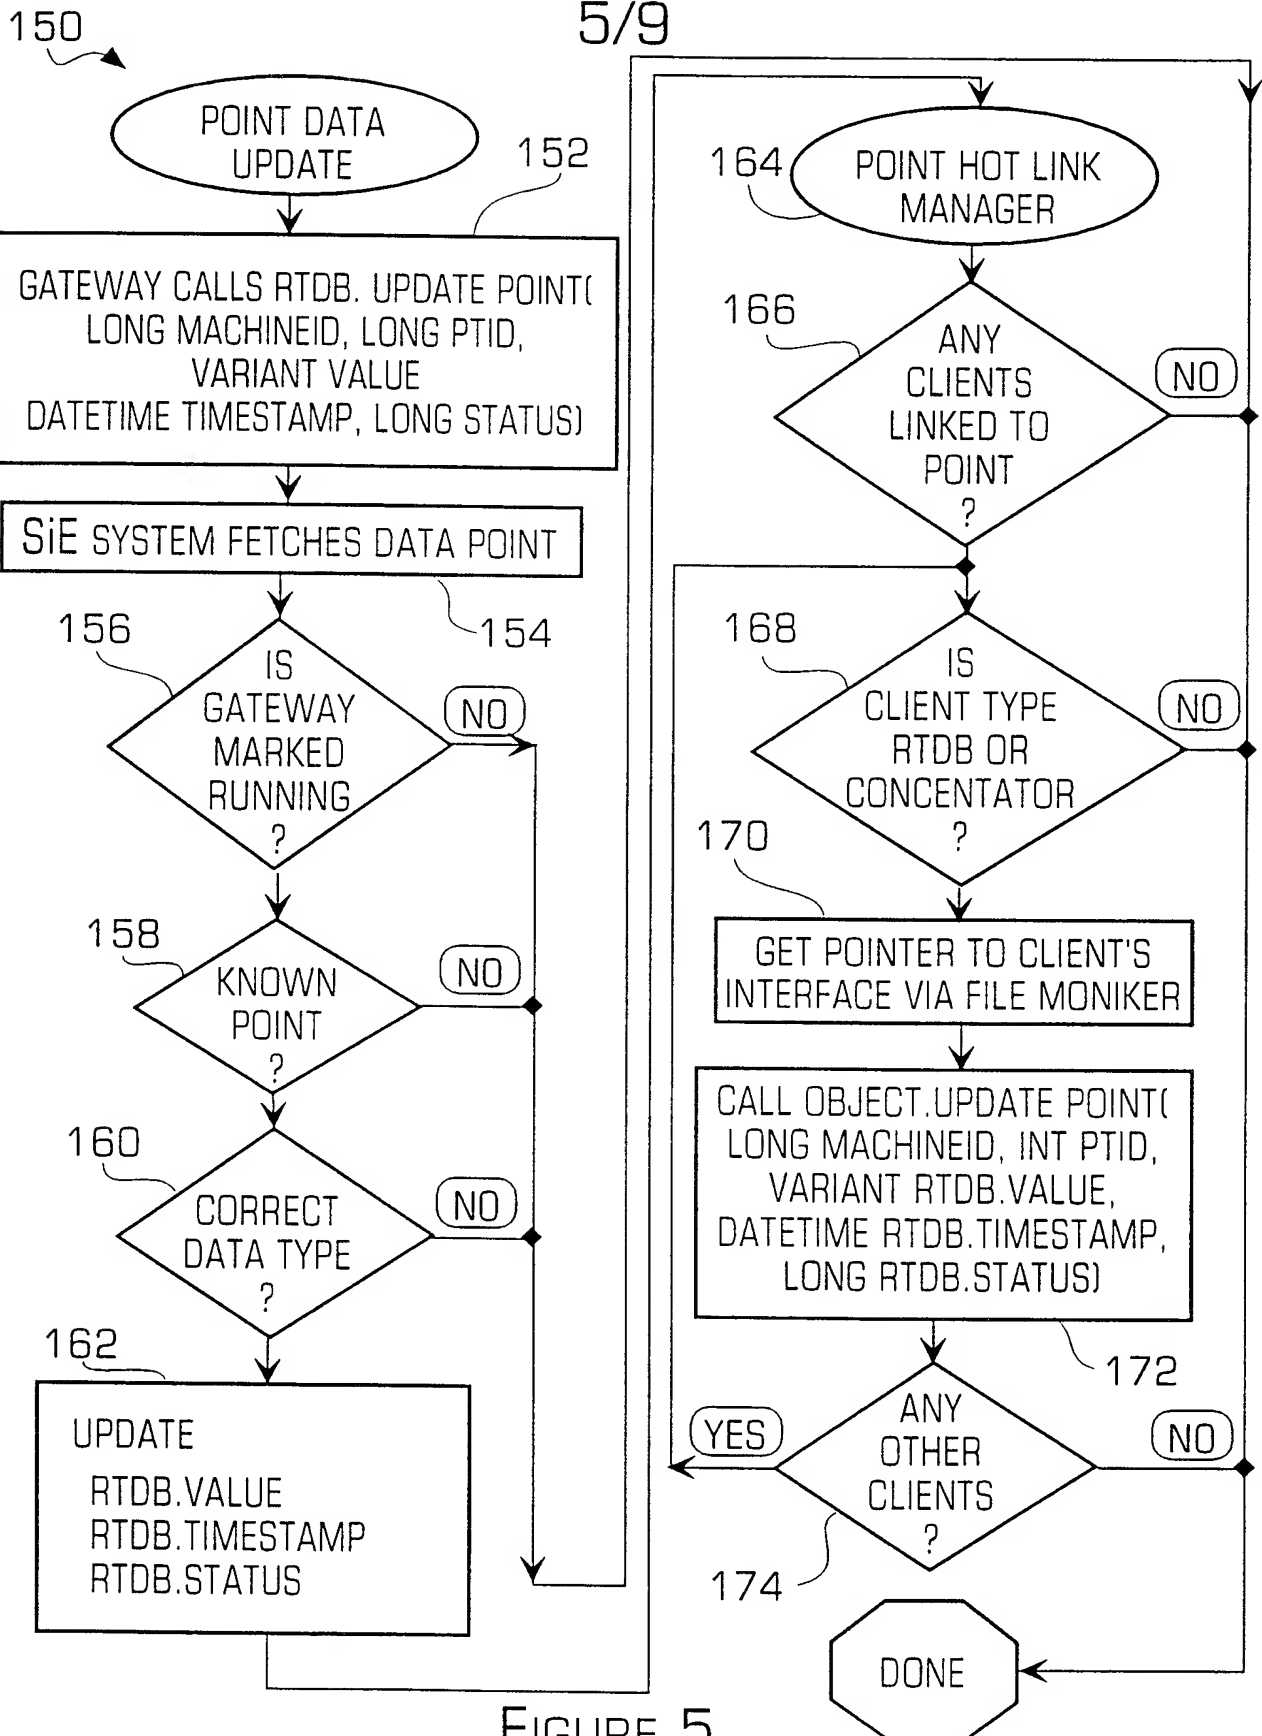 5/9
150
POINT DATA
UPDATE
152
GATEWAY CALLS RTDB. UPDATE POINT(
LONG MACHINEID, LONG PTID,
VARIANT VALUE
DATETIME TIMESTAMP, LONG STATUS)
SiE SYSTEM FETCHES DATA POINT
154
156
IS
GATEWAY
MARKED
RUNNING
?
NO
158
KNOWN
POINT
?
NO
160
CORRECT
DATA TYPE
?
NO
162
UPDATE
RTDB.VALUE
RTDB.TIMESTAMP
RTDB.STATUS
164
POINT HOT LINK
MANAGER
166
ANY
CLIENTS
LINKED TO
POINT
?
NO
168
IS
CLIENT TYPE
RTDB OR
CONCENTATOR
?
NO
170
GET POINTER TO CLIENT'S
INTERFACE VIA FILE MONIKER
CALL OBJECT.UPDATE POINT(
LONG MACHINEID, INT PTID,
VARIANT RTDB.VALUE,
DATETIME RTDB.TIMESTAMP,
LONG RTDB.STATUS)
172
ANY
OTHER
CLIENTS
?
YES
NO
174
DONE
FIGURE 5